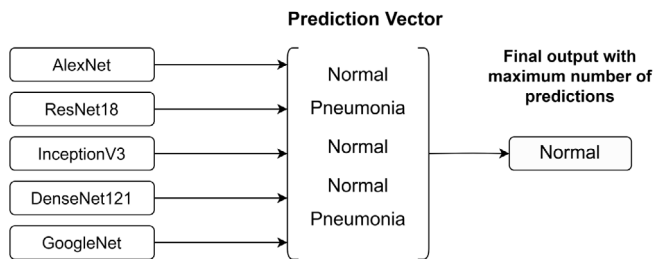 Prediction Vector
AlexNet
ResNet18
InceptionV3
DenseNet121
GoogleNet
Normal
Pneumonia
Normal
Normal
Pneumonia
Final output with
maximum number of
predictions
Normal